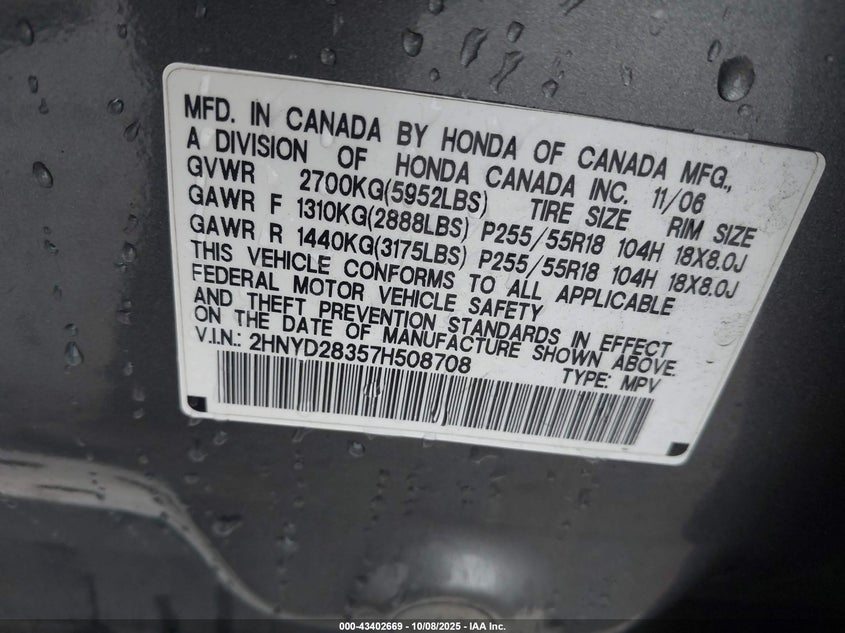 MFD. IN CANADA BY HONDA OF CANADA MFG.,
A DIVISION OF HONDA CANADA INC. 11/06
GVWR 2700KG(5952LBS) TIRE SIZE RIM SIZE
GAWR F 1310KG(2888LBS) P255/55R18 104H 18X8.0J
GAWR R 1440KG(3175LBS) P255/55R18 104H 18X8.0J
THIS VEHICLE CONFORMS TO ALL APPLICABLE
FEDERAL MOTOR VEHICLE SAFETY
AND THEFT PREVENTION STANDARDS IN EFFECT
ON THE DATE OF MANUFACTURE SHOWN ABOVE.
V.I.N.: 2HNYD28357H508708 TYPE: MPV
000-43402669 - 10/08/2025 - IAA Inc.